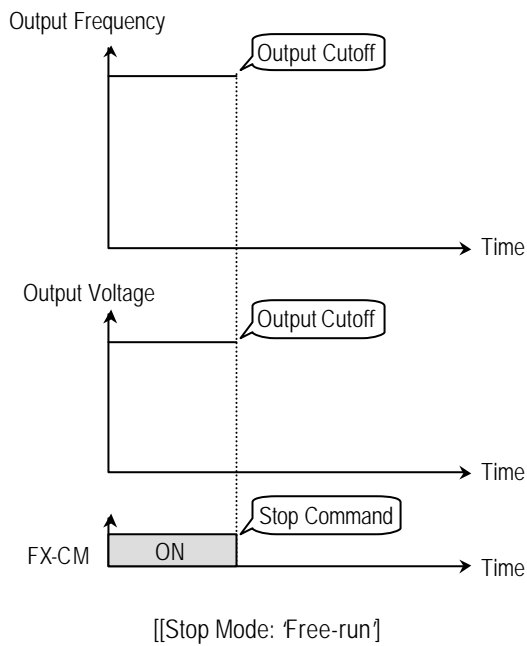 Output Frequency
Output Cutoff
Time
Output Voltage
Output Cutoff
Time
Stop Command
FX-CM
ON
Time
[[Stop Mode: 'Free-run']